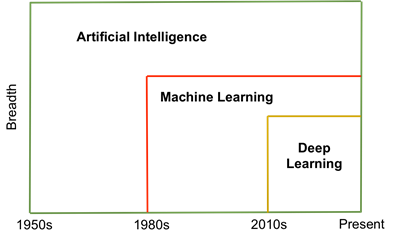 Artificial Intelligence
Machine Learning
Deep
Learning
Breadth
1950s
1980s
2010s
Present